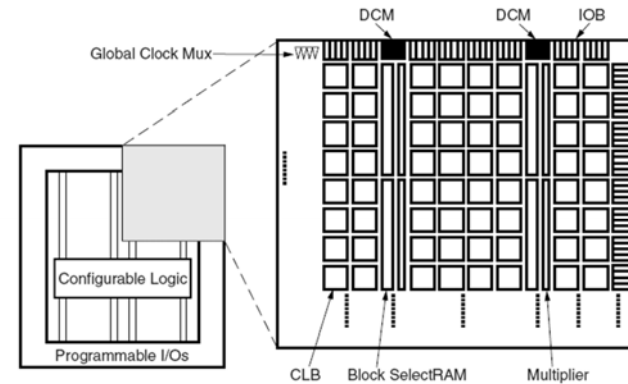 DCM
DCM
IOB
Global Clock Mux
Configurable Logic
Programmable I/Os
CLB
Block SelectRAM
Multiplier